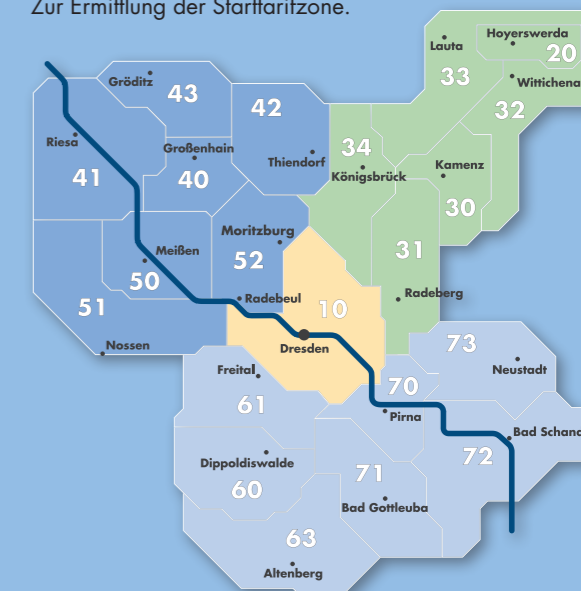 Zur Ermittlung der Starttarifzone.
Hoyerswerda
20
Lauta
33
Wittichena
32
Gröditz
43
42
Riesa
Großenhain
41
40
Thiendorf
34
Königsbrück
Kamenz
30
Moritzburg
Meißen
52
31
50
51
Radebeul
10
Radeberg
Nossen
Dresden
73
Neustadt
Freital
61
70
Pirna
Bad Schand
72
Dippoldiswalde
60
71
Bad Gottleuba
63
Altenberg